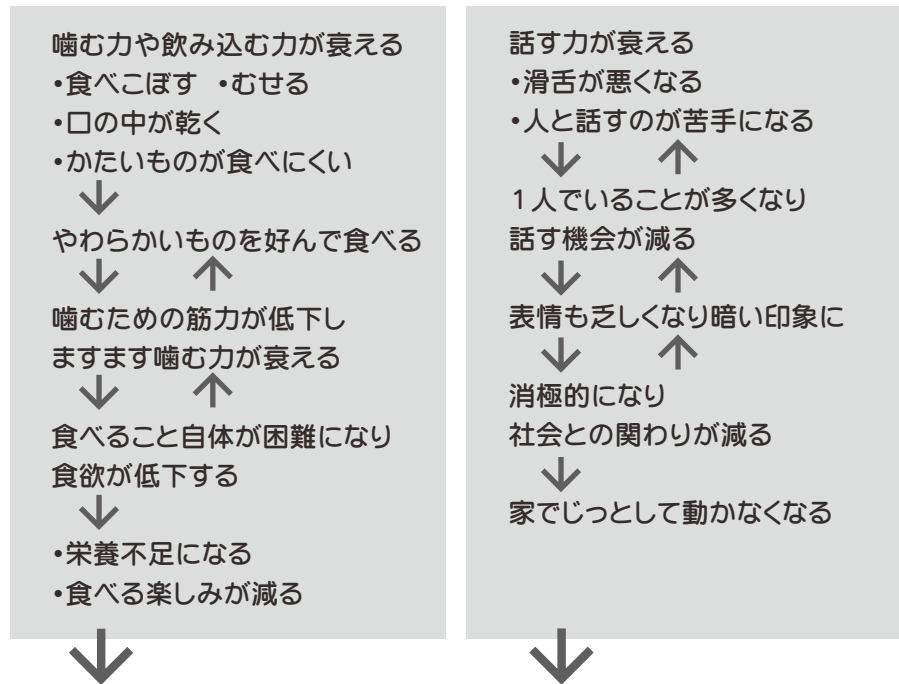 噛む力や飲み込む力が衰える
•食べこぼす •むせる
•口の中が乾く
•かたいものが食べにくい
やわらかいものを好んで食べる
噛むための筋力が低下し
ますます噛む力が衰える
食べること自体が困難になり
食欲が低下する
•栄養不足になる
•食べる楽しみが減る
話す力が衰える
•滑舌が悪くなる
•人と話すのが苦手になる
1人でいることが多くなり
話す機会が減る
表情も乏しくなり暗い印象に
消極的になり
社会との関わりが減る
家でじっとして動かなくなる